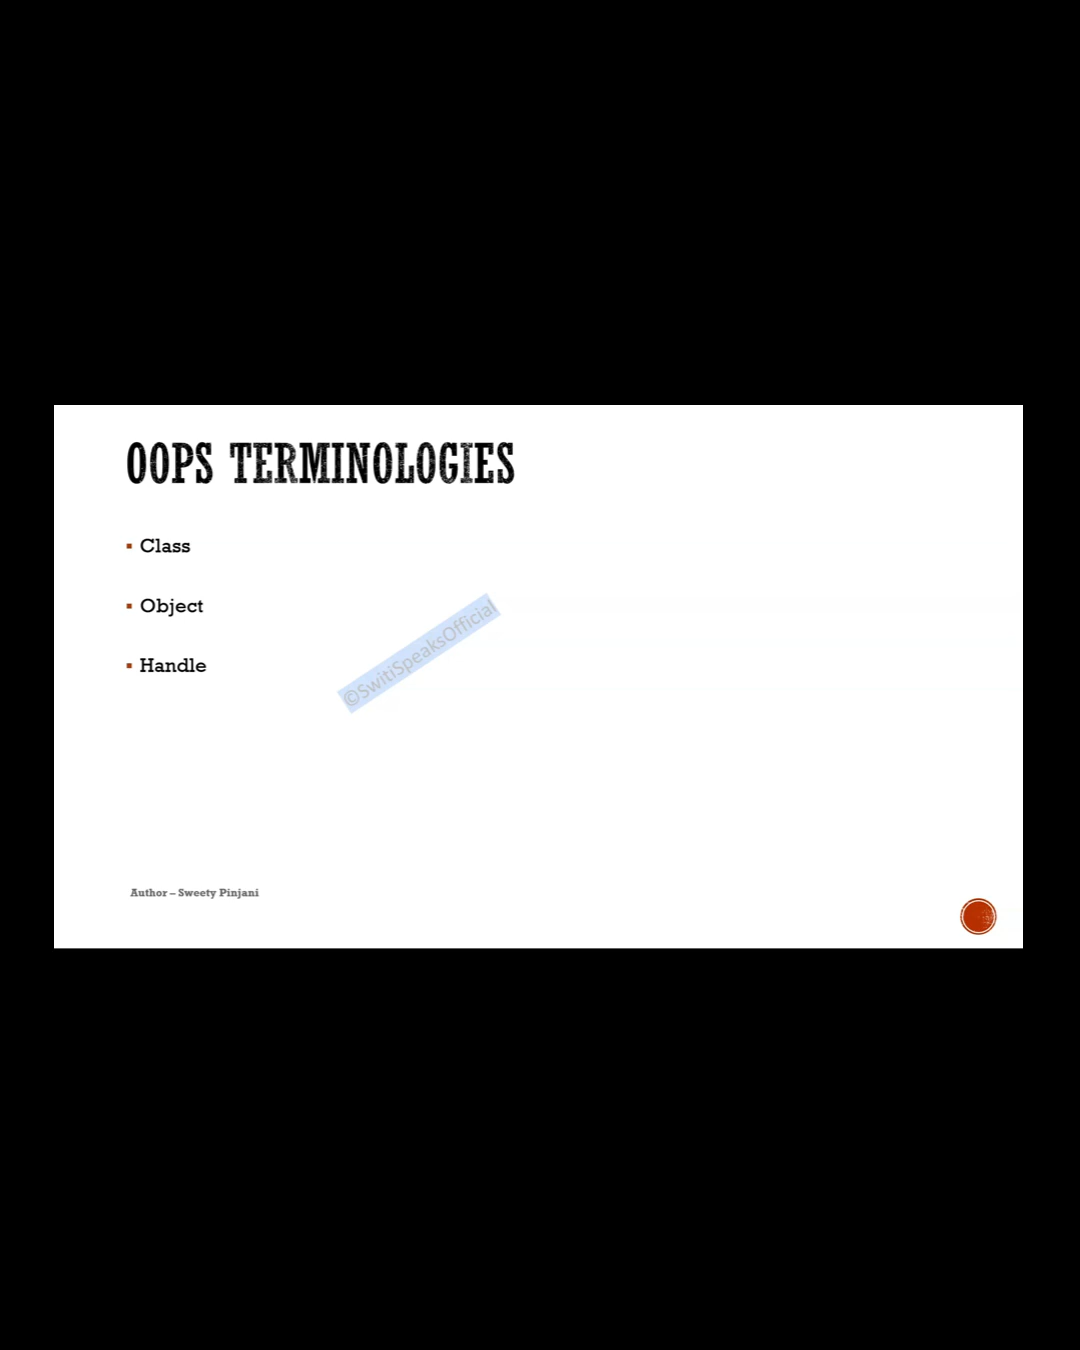 OOPS TERMINOLOGIES
▪ Class
▪ Object
▪ Handle
©SwitiSpeaksOfficial
Author – Sweety Pinjani